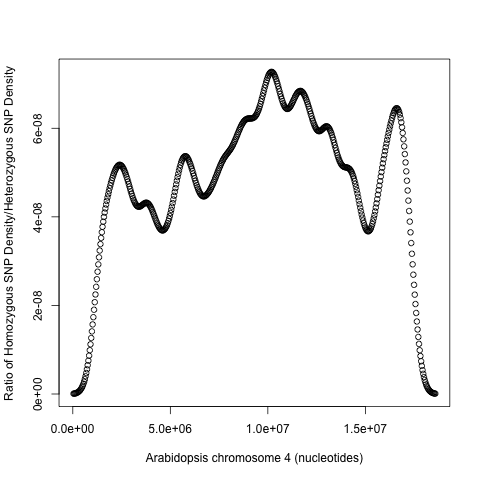 Ratio of Homozygous SNP Density/Heterozygous SNP Density
6e-08
4e-08
2e-08
0e+00
0.0e+00 5.0e+06 1.0e+07 1.5e+07
Arabidopsis chromosome 4 (nucleotides)